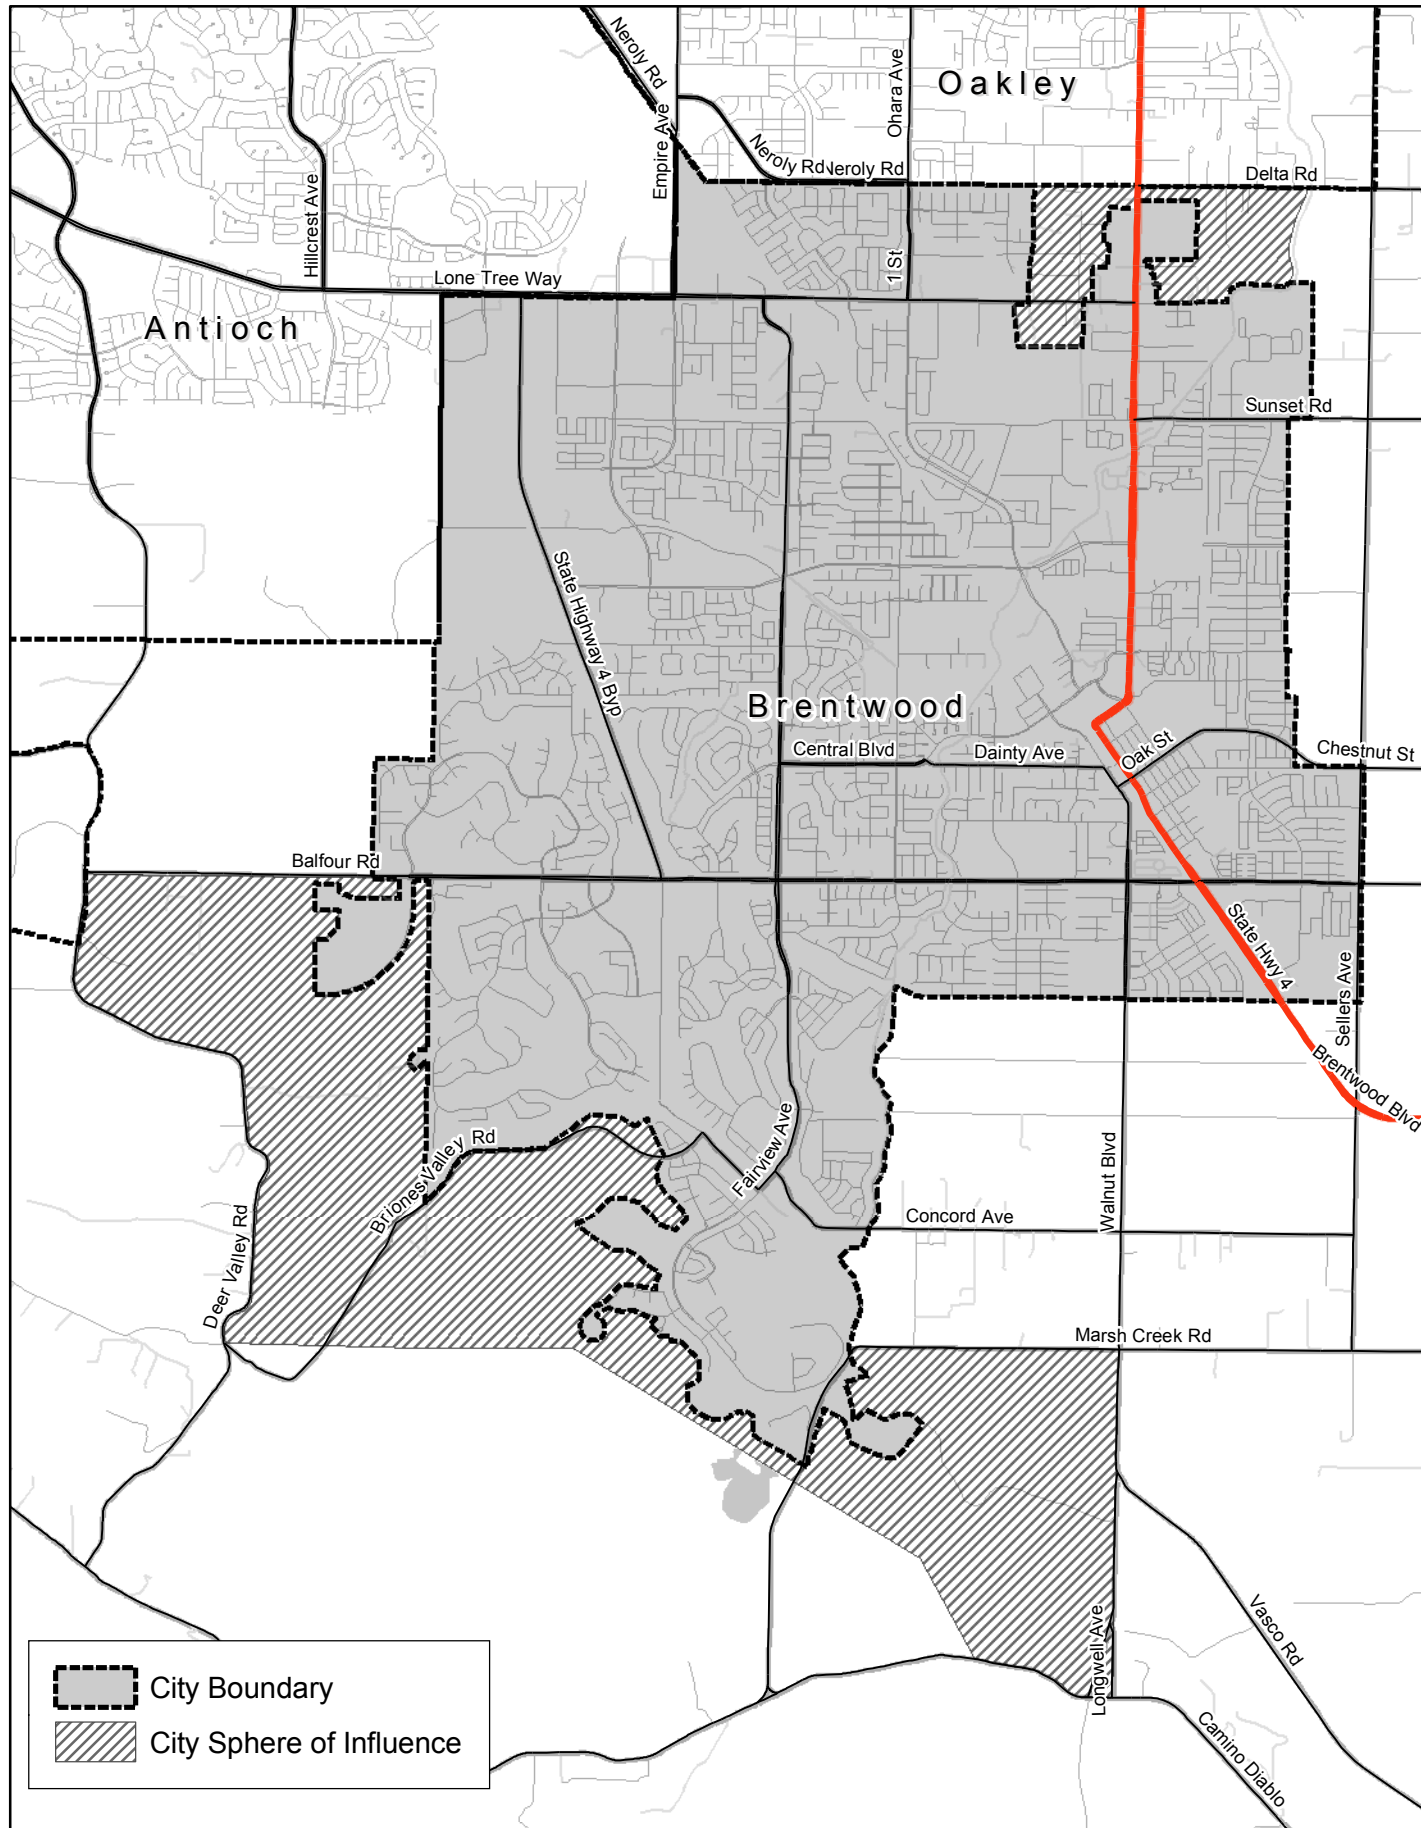 Neroly Rd
Oakley
Ohara Ave
Empire Ave
Neroly Rd
Neroly Rd
Delta Rd
Hillcrest Ave
1 St
Lone Tree Way
Antioch
Sunset Rd
State Highway 4 Byp
Brentwood
Central Blvd
Dainty Ave
Oak St
Chestnut St
Balfour Rd
State Hwy 4
Sellers Ave
Brentwood Blvd
Briones Valley Rd
Fairview Ave
Walnut Blvd
Deer Valley Rd
Concord Ave
Marsh Creek Rd
Longwell Ave
Vasco Rd
Camino Diablo
City Boundary
City Sphere of Influence